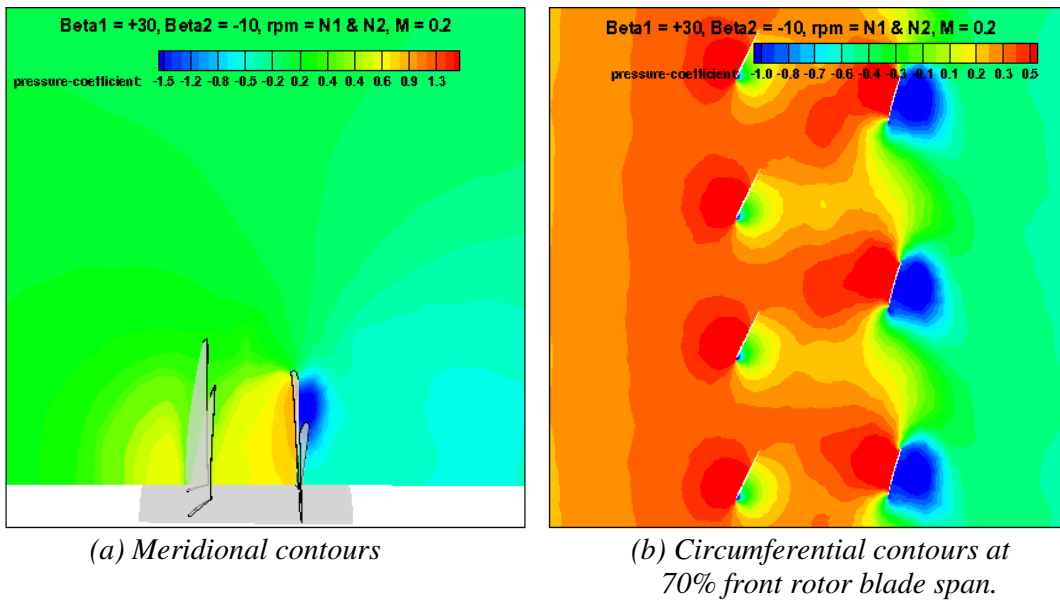 Beta1 = +30, Beta2 = -10, rpm = N1 & N2, M = 0.2
pressure-coefficient: -1.5 -1.2 -0.8 -0.5 -0.2 0.2 0.4 0.4 0.6 0.9 1.3
Beta1 = +30, Beta2 = -10, rpm = N1 & N2, M = 0.2
pressure-coefficient: -1.0 -0.8 -0.7 -0.6 -0.4 -0.3 -0.1 0.1 0.2 0.3 0.5
(a) Meridional contours
(b) Circumferential contours at
70% front rotor blade span.